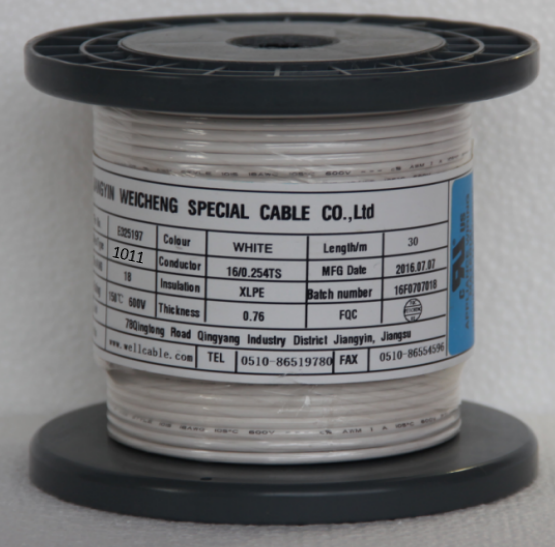 WEICHENG SPECIAL CABLE CO.,Ltd
E325197 Colour WHITE Length/m 30
1011 Conductor 16/0.254TS MFG Date 2016.07.07
18 Insulation XLPE Batch number 16F0707018
600V Thickness 0.76 FQC
78Qinglong Road Qingyang Industry District Jiangyin, Jiangsu
www.wellcable.com TEL 0510-86519780 FAX 0510-86554596